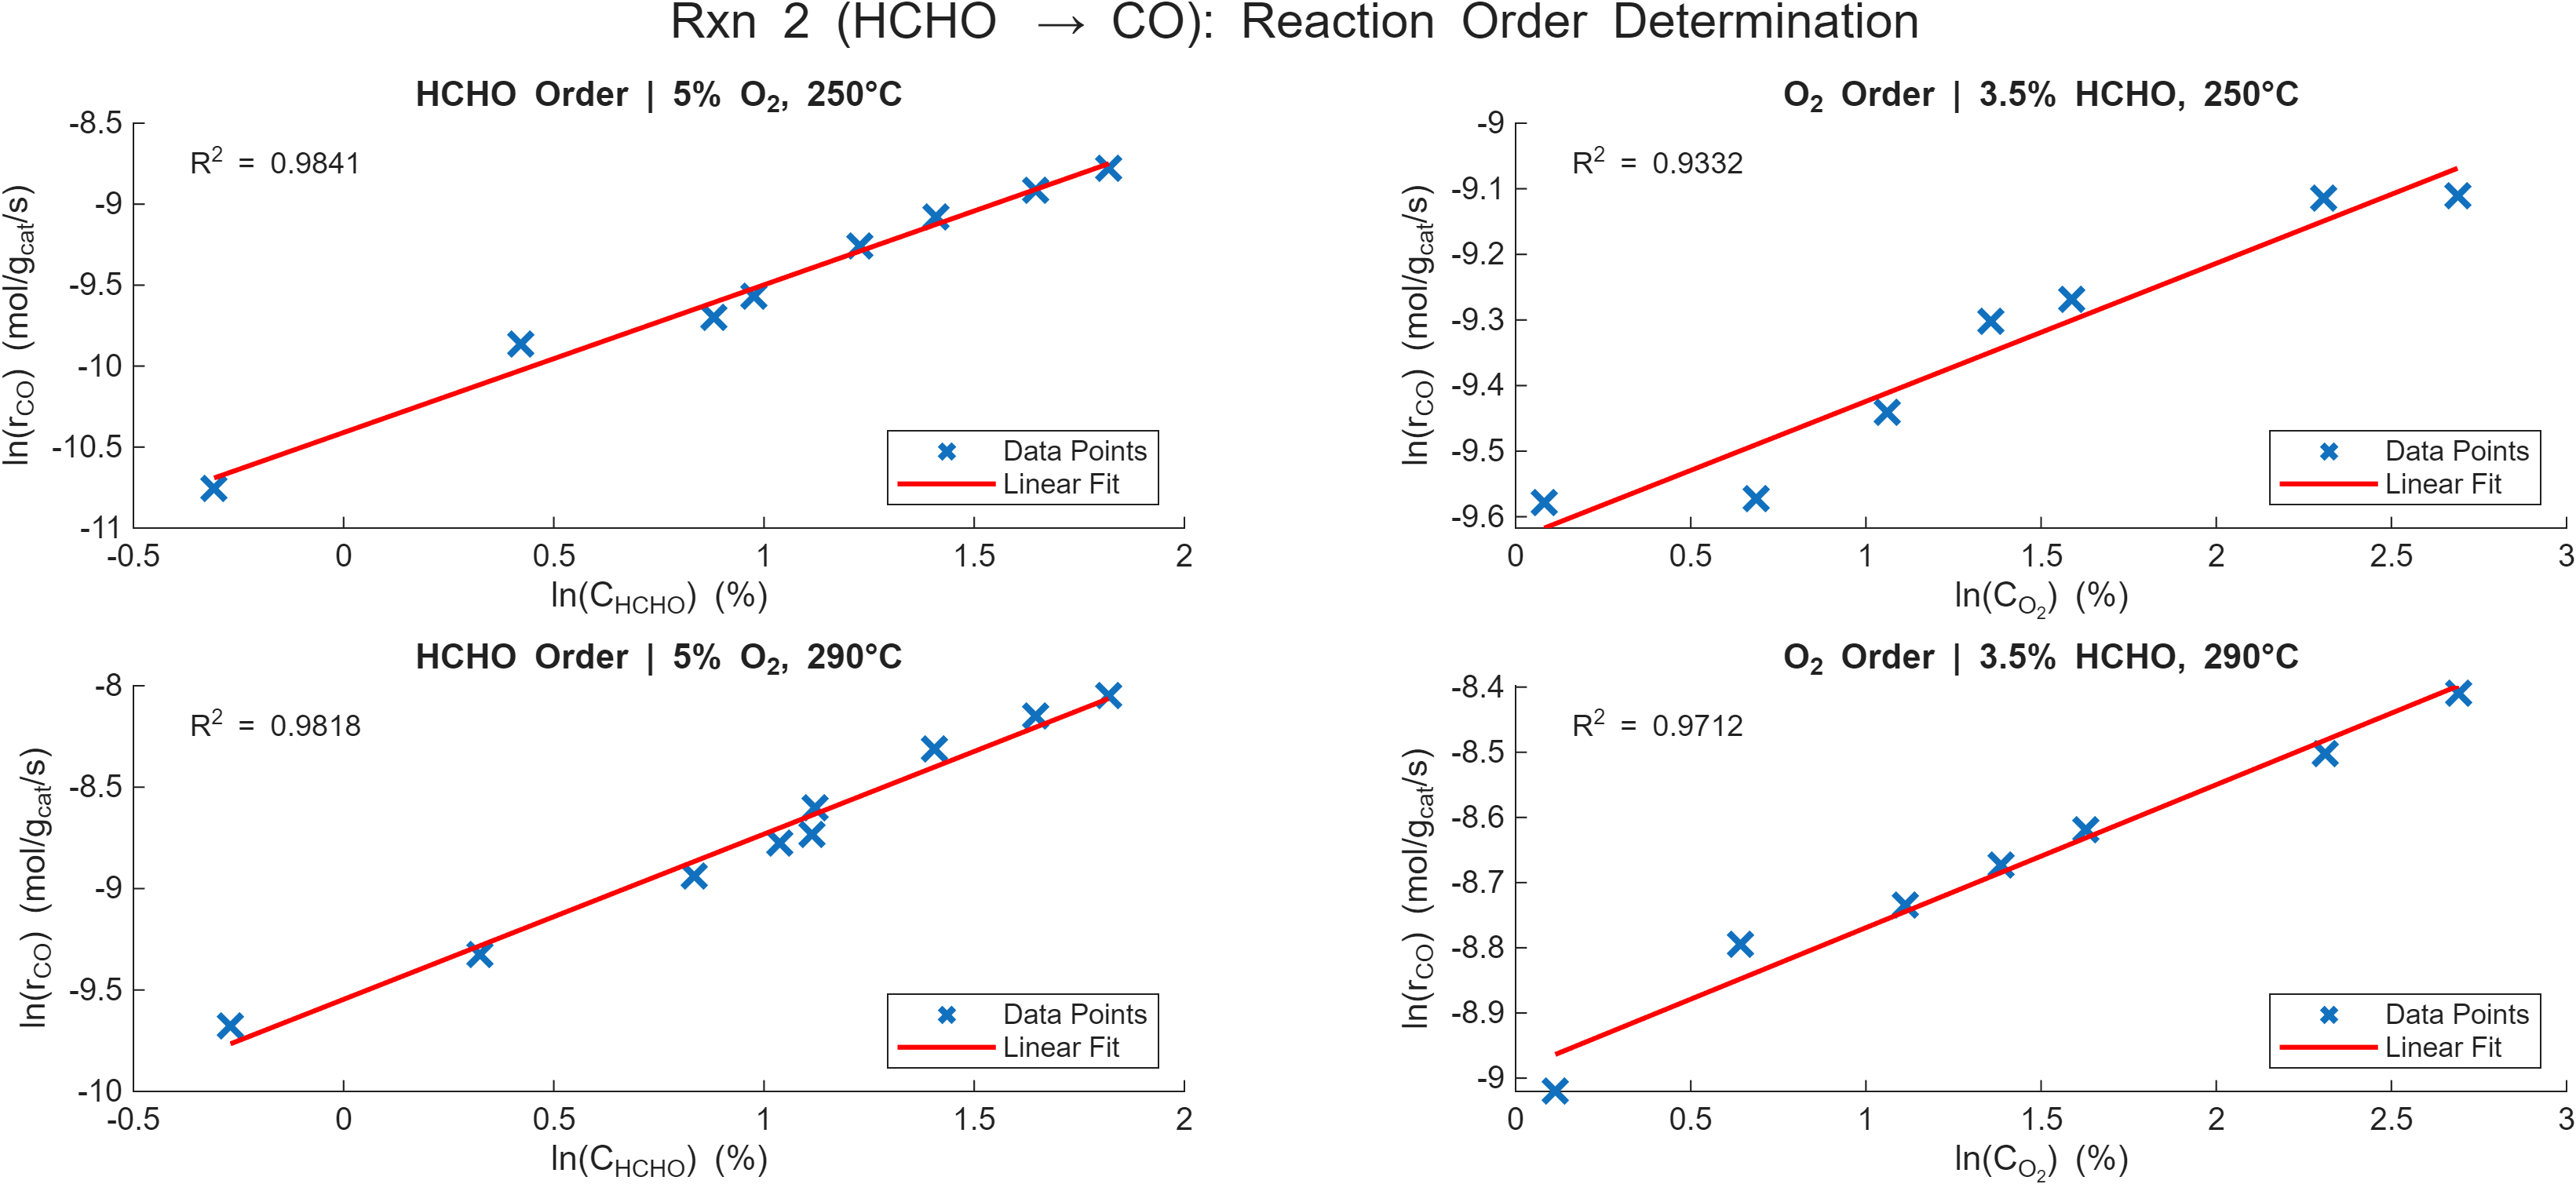 Rxn 2 (HCHO → CO): Reaction Order Determination
HCHO Order | 5% O₂, 250°C
R² = 0.9841
ln(r_CO) (mol/g_cat/s)
-8.5
-9
-9.5
-10
-10.5
-11
-0.5 0 0.5 1 1.5 2
ln(C_HCHO) (%)
Data Points
Linear Fit
O₂ Order | 3.5% HCHO, 250°C
R² = 0.9332
ln(r_CO) (mol/g_cat/s)
-9
-9.1
-9.2
-9.3
-9.4
-9.5
-9.6
0 0.5 1 1.5 2 2.5 3
ln(C_O₂) (%)
Data Points
Linear Fit
HCHO Order | 5% O₂, 290°C
R² = 0.9818
ln(r_CO) (mol/g_cat/s)
-8
-8.5
-9
-9.5
-10
-0.5 0 0.5 1 1.5 2
ln(C_HCHO) (%)
Data Points
Linear Fit
O₂ Order | 3.5% HCHO, 290°C
R² = 0.9712
ln(r_CO) (mol/g_cat/s)
-8.4
-8.5
-8.6
-8.7
-8.8
-8.9
-9
0 0.5 1 1.5 2 2.5 3
ln(C_O₂) (%)
Data Points
Linear Fit